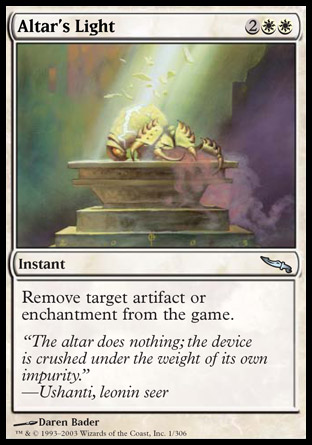 Altar's Light 2
Instant
Remove target artifact or
enchantment from the game.
"The altar does nothing; the device
is crushed under the weight of its own
impurity."
—Ushanti, leonin seer
Daren Bader
™ & © 1993–2003 Wizards of the Coast, Inc. 1/306